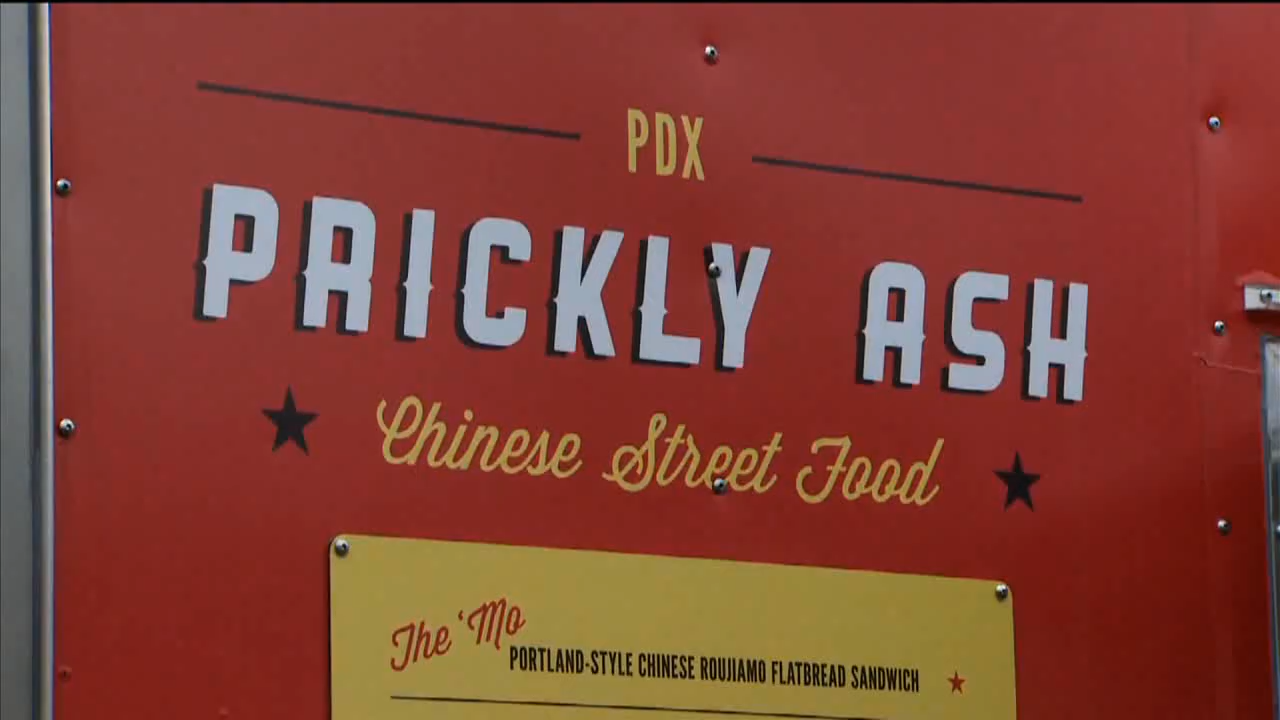 PDX
PRICKLY ASH
Chinese Street Food
The 'Mo
PORTLAND-STYLE CHINESE ROUJIAMO FLATBREAD SANDWICH